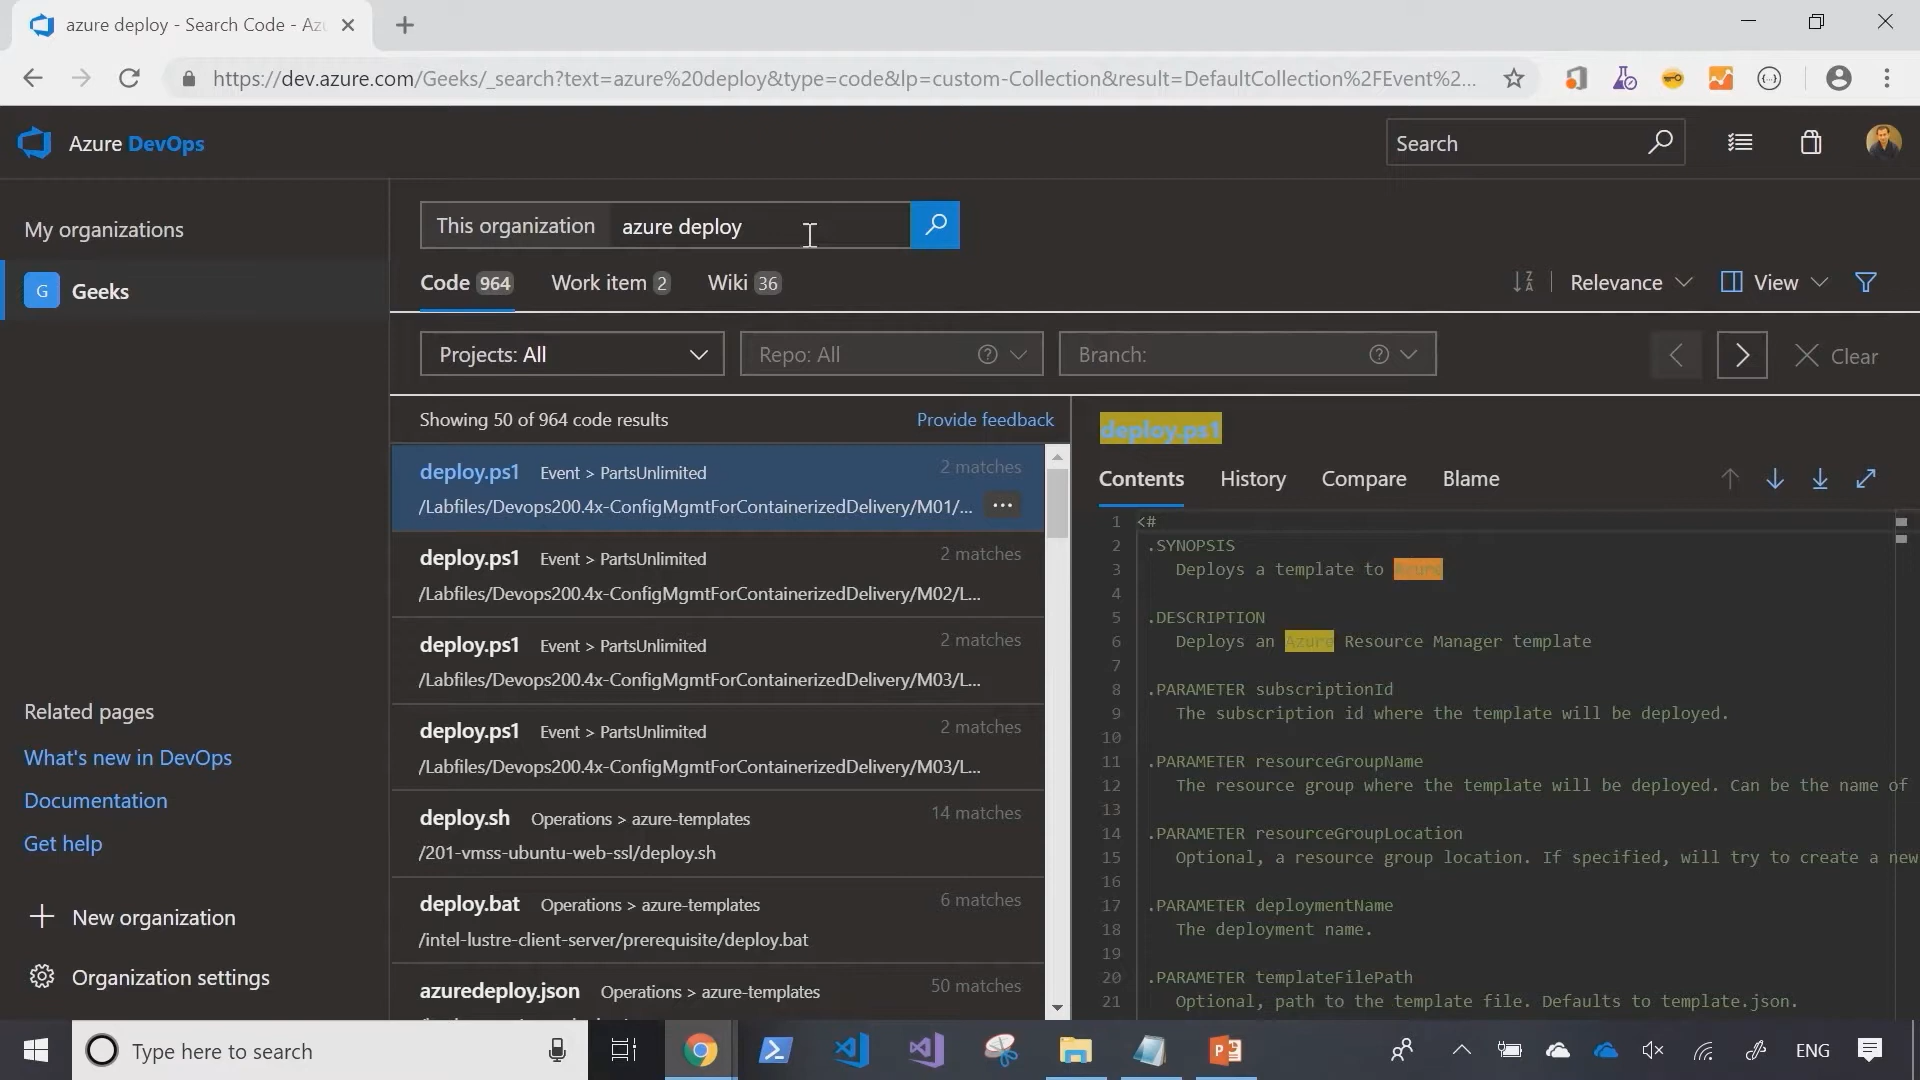 azure deploy - Search Code - Az
https://dev.azure.com/Geeks/_search?text=azure%20deploy&type=code&lp=custom-Collection&result=DefaultCollection%2FEvent%2...
Azure DevOps
Search
My organizations
G Geeks
This organization azure deploy
Code 964 Work item 2 Wiki 36
Relevance View
Projects: All Repo: All Branch: Clear
Showing 50 of 964 code results Provide feedback
deploy.ps1 Event > PartsUnlimited 2 matches
/Labfiles/Devops200.4x-ConfigMgmtForContainerizedDelivery/M01/... ...
deploy.ps1 Event > PartsUnlimited 2 matches
/Labfiles/Devops200.4x-ConfigMgmtForContainerizedDelivery/M02/L...
deploy.ps1 Event > PartsUnlimited 2 matches
/Labfiles/Devops200.4x-ConfigMgmtForContainerizedDelivery/M03/L...
deploy.ps1 Event > PartsUnlimited 2 matches
/Labfiles/Devops200.4x-ConfigMgmtForContainerizedDelivery/M03/L...
deploy.sh Operations > azure-templates 14 matches
/201-vmss-ubuntu-web-ssl/deploy.sh
deploy.bat Operations > azure-templates 6 matches
/intel-lustre-client-server/prerequisite/deploy.bat
azuredeploy.json Operations > azure-templates 50 matches
deploy.ps1
Contents History Compare Blame
1 <#
2 .SYNOPSIS
3 Deploys a template to Azure
4
5 .DESCRIPTION
6 Deploys an Azure Resource Manager template
7
8 .PARAMETER subscriptionId
9 The subscription id where the template will be deployed.
10
11 .PARAMETER resourceGroupName
12 The resource group where the template will be deployed. Can be the name of
13
14 .PARAMETER resourceGroupLocation
15 Optional, a resource group location. If specified, will try to create a new
16
17 .PARAMETER deploymentName
18 The deployment name.
19
20 .PARAMETER templateFilePath
21 Optional, path to the template file. Defaults to template.json.
Related pages
What's new in DevOps
Documentation
Get help
New organization
Organization settings
Type here to search
ENG